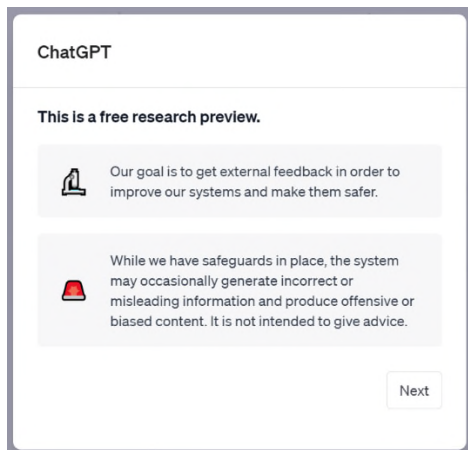 ChatGPT
This is a free research preview.
Our goal is to get external feedback in order to
improve our systems and make them safer.
While we have safeguards in place, the system
may occasionally generate incorrect or
misleading information and produce offensive or
biased content. It is not intended to give advice.
Next